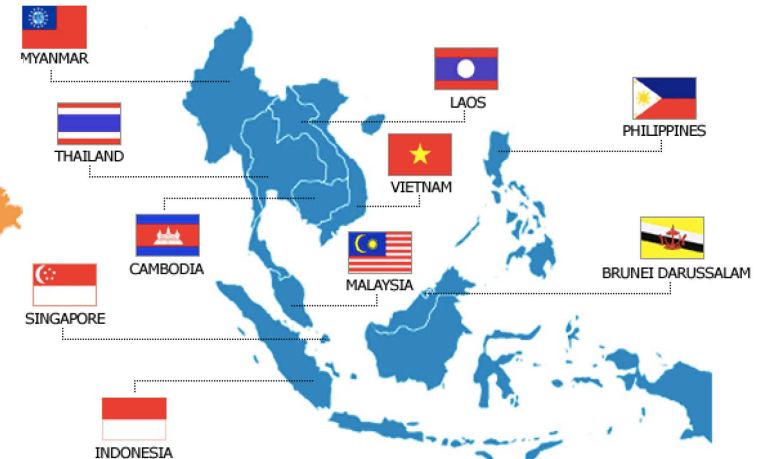 MYANMAR
LAOS
PHILIPPINES
THAILAND
VIETNAM
CAMBODIA
BRUNEI DARUSSALAM
MALAYSIA
SINGAPORE
INDONESIA